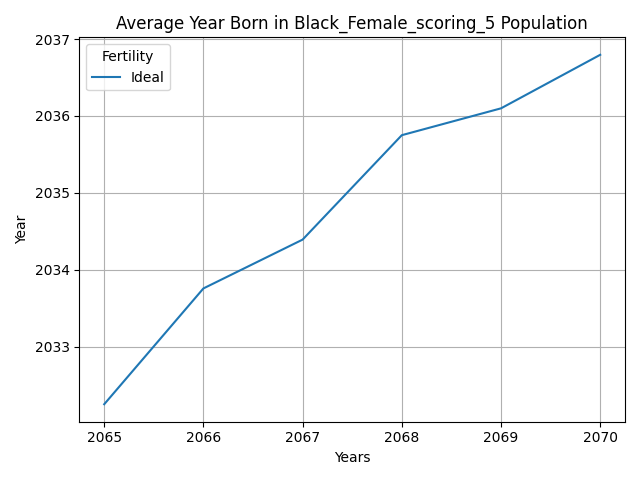 Average Year Born in Black_Female_scoring_5 Population
Fertility
Ideal
Year
2037
2036
2035
2034
2033
2065 2066 2067 2068 2069 2070
Years